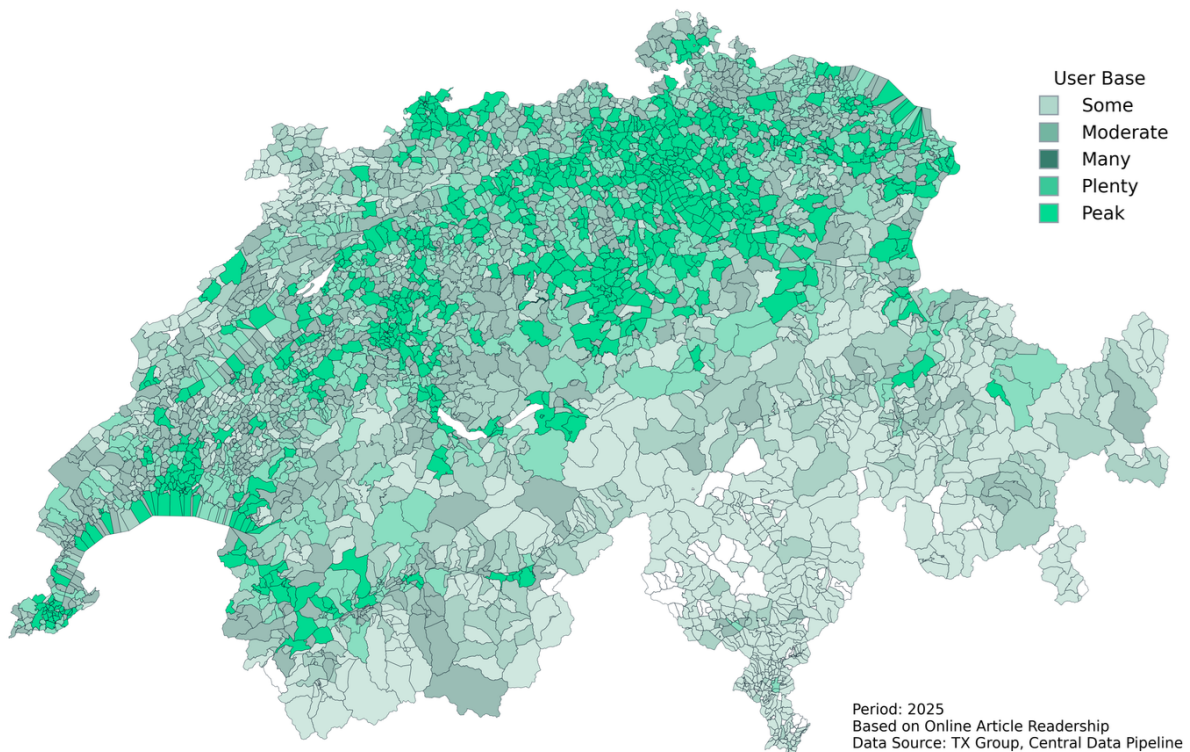 User Base
Some
Moderate
Many
Plenty
Peak
Period: 2025
Based on Online Article Readership
Data Source: TX Group, Central Data Pipeline